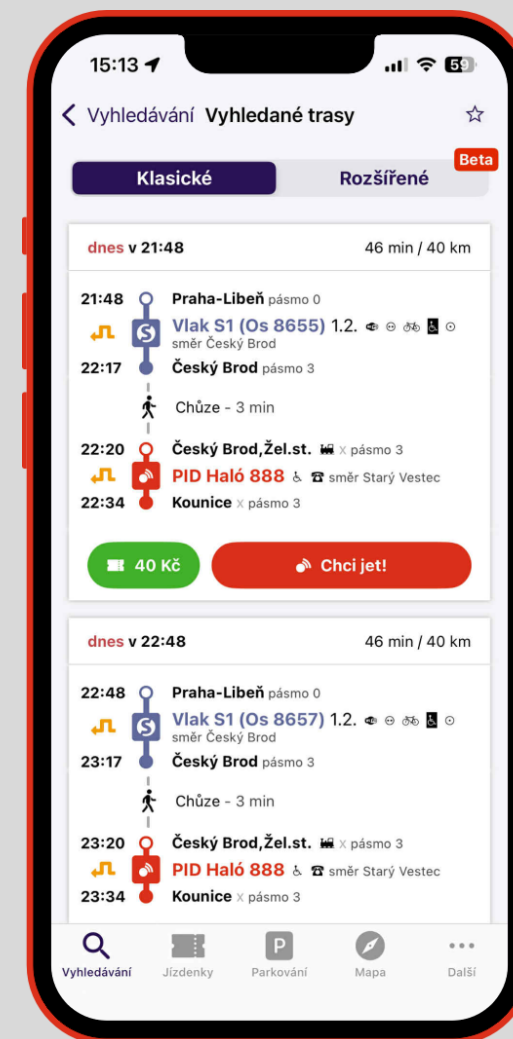 15:13 59
Vyhledávání Vyhledané trasy
Beta
Klasické Rozšířené
dnes v 21:48 46 min / 40 km
21:48 Praha-Libeň pásmo 0
S Vlak S1 (Os 8655) 1.2.
směr Český Brod
22:17 Český Brod pásmo 3
Chůze - 3 min
22:20 Český Brod,Žel.st. x pásmo 3
PID Haló 888 směr Starý Vestec
22:34 Kounice x pásmo 3
40 Kč Chci jet!
dnes v 22:48 46 min / 40 km
22:48 Praha-Libeň pásmo 0
S Vlak S1 (Os 8657) 1.2.
směr Český Brod
23:17 Český Brod pásmo 3
Chůze - 3 min
23:20 Český Brod,Žel.st. x pásmo 3
PID Haló 888 směr Starý Vestec
23:34 Kounice x pásmo 3
P
Vyhledávání Jízdenky Parkování Mapa Další